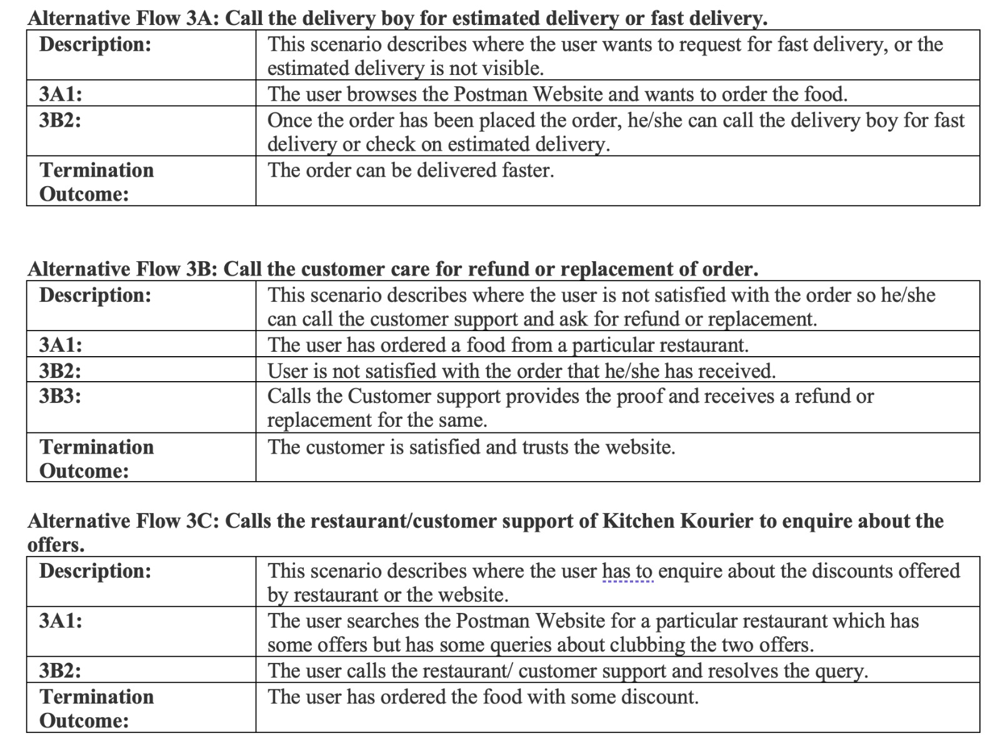 Alternative Flow 3A: Call the delivery boy for estimated delivery or fast delivery.
Description:
This scenario describes where the user wants to request for fast delivery, or the
estimated delivery is not visible.
3A1:
The user browses the Postman Website and wants to order the food.
3B2:
Once the order has been placed the order, he/she can call the delivery boy for fast
delivery or check on estimated delivery.
Termination
Outcome:
The order can be delivered faster.
Alternative Flow 3B: Call the customer care for refund or replacement of order.
Description:
This scenario describes where the user is not satisfied with the order so he/she
can call the customer support and ask for refund or replacement.
3A1:
The user has ordered a food from a particular restaurant.
3B2:
User is not satisfied with the order that he/she has received.
3B3:
Calls the Customer support provides the proof and receives a refund or
replacement for the same.
Termination
Outcome:
The customer is satisfied and trusts the website.
Alternative Flow 3C: Calls the restaurant/customer support of Kitchen Kourier to enquire about the
offers.
Description:
This scenario describes where the user has to enquire about the discounts offered
by restaurant or the website.
3A1:
The user searches the Postman Website for a particular restaurant which has
some offers but has some queries about clubbing the two offers.
3B2:
The user calls the restaurant/ customer support and resolves the query.
Termination
Outcome:
The user has ordered the food with some discount.